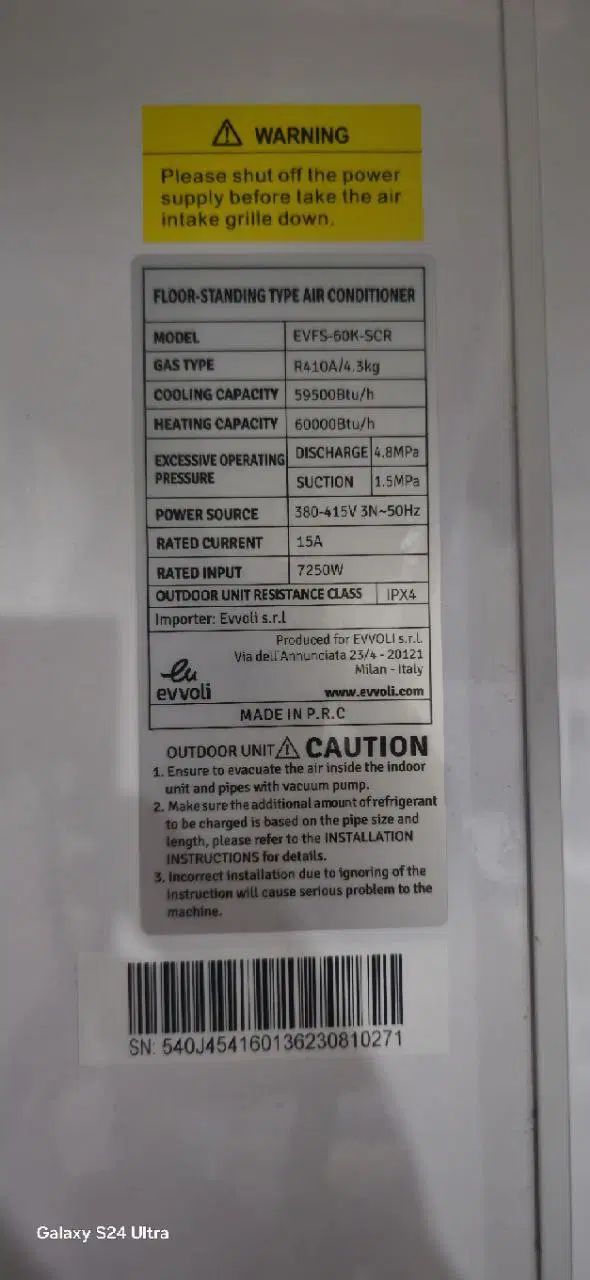 WARNING
Please shut off the power
supply before take the air
intake grille down.
FLOOR-STANDING TYPE AIR CONDITIONER
MODEL EVFS-60K-SCR
GAS TYPE R410A/4.3kg
COOLING CAPACITY 59500Btu/h
HEATING CAPACITY 60000Btu/h
EXCESSIVE OPERATING PRESSURE DISCHARGE 4.8MPa
SUCTION 1.5MPa
POWER SOURCE 380-415V 3N~50Hz
RATED CURRENT 15A
RATED INPUT 7250W
OUTDOOR UNIT RESISTANCE CLASS IPX4
Importer: Evvoli s.r.l
Produced for EVVOLI s.r.l.
Via dell'Annunciata 23/4 - 20121
Milan - Italy
evvoli www.evvoli.com
MADE IN P.R.C
OUTDOOR UNIT CAUTION
1. Ensure to evacuate the air inside the indoor
unit and pipes with vacuum pump.
2. Make sure the additional amount of refrigerant
to be charged is based on the pipe size and
length, please refer to the INSTALLATION
INSTRUCTIONS for details.
3. Incorrect installation due to ignoring of the
instruction will cause serious problem to the
machine.
SN: 540J454160136230810271
Galaxy S24 Ultra